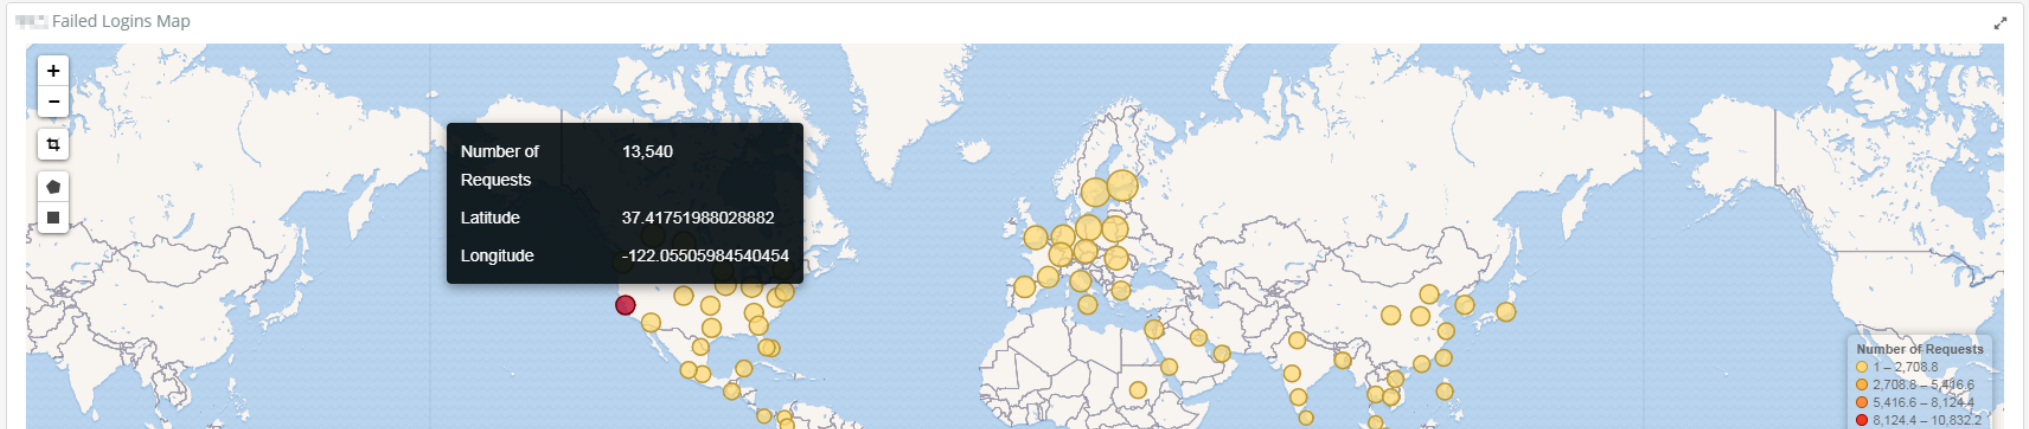 Failed Logins Map
+
−
Number of Requests 13,540
Latitude 37.41751988028882
Longitude -122.05505984540454
Number of Requests
1 – 2,708.8
2,708.8 – 5,416.6
5,416.6 – 8,124.4
8,124.4 – 10,832.2